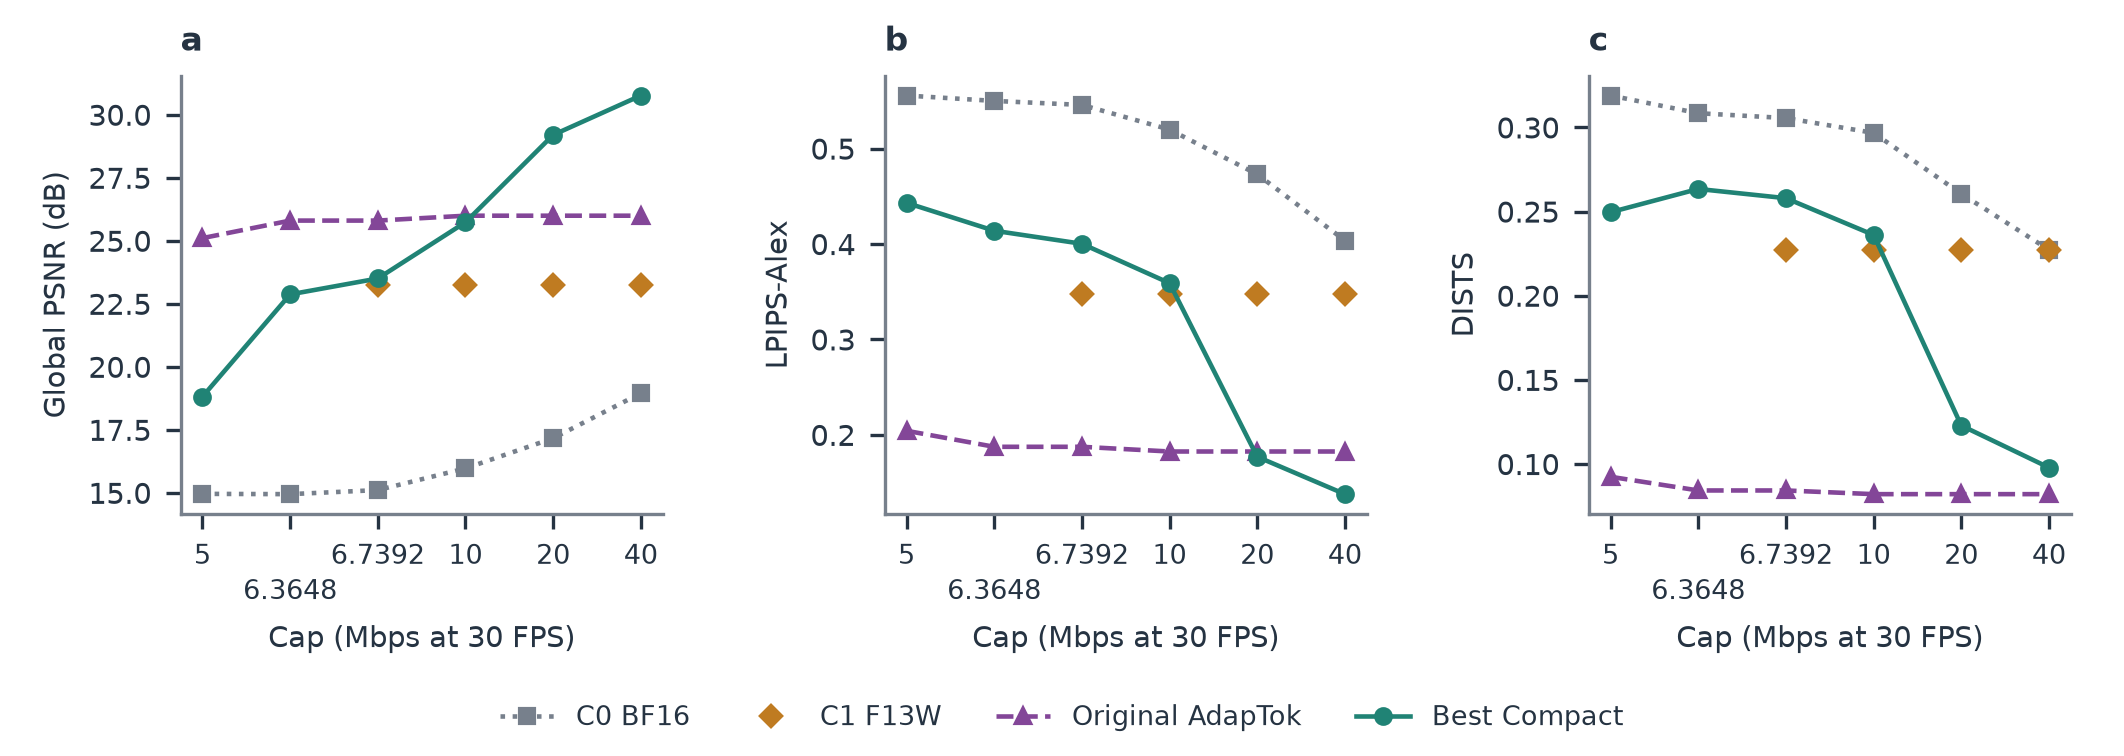 a
Global PSNR (dB)
30.0
27.5
25.0
22.5
20.0
17.5
15.0
5 6.3648 6.7392 10 20 40
Cap (Mbps at 30 FPS)
b
LPIPS-Alex
0.5
0.4
0.3
0.2
5 6.3648 6.7392 10 20 40
Cap (Mbps at 30 FPS)
c
DISTS
0.30
0.25
0.20
0.15
0.10
5 6.3648 6.7392 10 20 40
Cap (Mbps at 30 FPS)
C0 BF16 C1 F13W Original AdapTok Best Compact